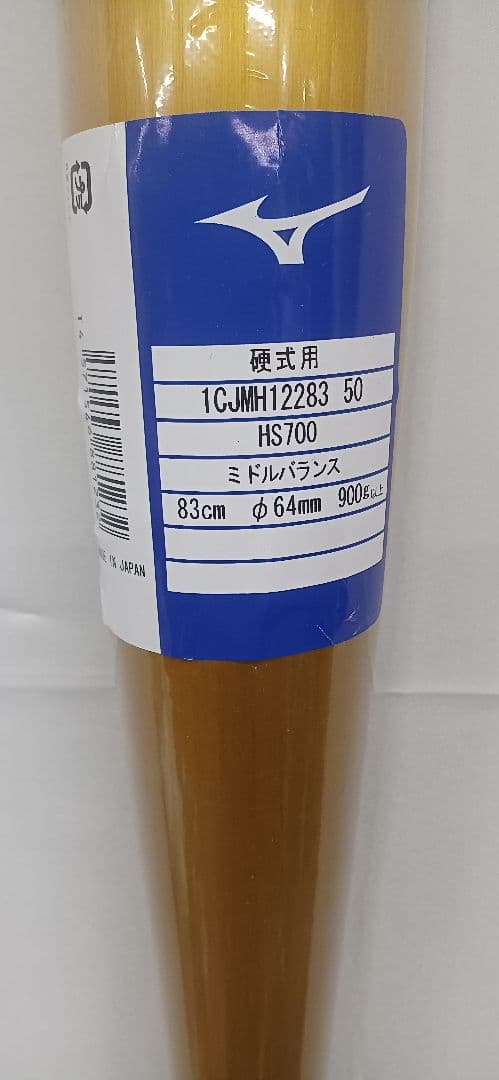 硬式用
1CJMH12283 50
HS700
ミドルバランス
83cm φ64mm 900g以上
IN JAPAN